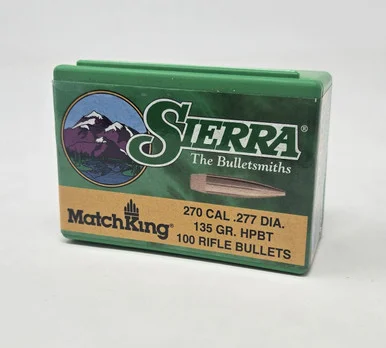 SIERRA®
The Bulletsmiths
MatchKing®
270 CAL .277 DIA.
135 GR. HPBT
100 RIFLE BULLETS